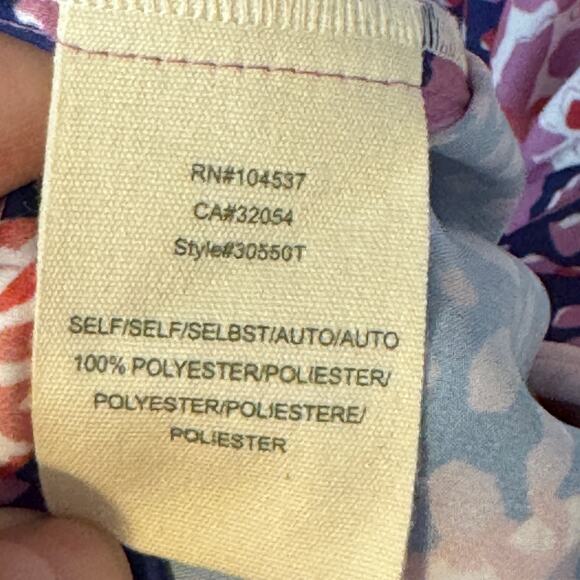 RN#104537
CA#32054
Style#30550T
SELF/SELF/SELBST/AUTO/AUTO
100% POLYESTER/POLIESTER/
POLYESTER/POLIESTERE/
POLIESTER